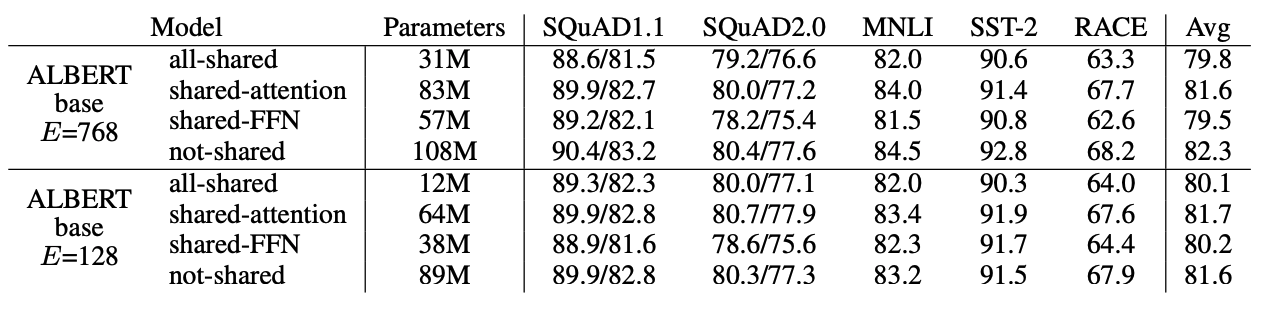 Model Parameters SQuAD1.1 SQuAD2.0 MNLI SST-2 RACE Avg
ALBERT base E=768
all-shared 31M 88.6/81.5 79.2/76.6 82.0 90.6 63.3 79.8
shared-attention 83M 89.9/82.7 80.0/77.2 84.0 91.4 67.7 81.6
shared-FFN 57M 89.2/82.1 78.2/75.4 81.5 90.8 62.6 79.5
not-shared 108M 90.4/83.2 80.4/77.6 84.5 92.8 68.2 82.3
ALBERT base E=128
all-shared 12M 89.3/82.3 80.0/77.1 82.0 90.3 64.0 80.1
shared-attention 64M 89.9/82.8 80.7/77.9 83.4 91.9 67.6 81.7
shared-FFN 38M 88.9/81.6 78.6/75.6 82.3 91.7 64.4 80.2
not-shared 89M 89.9/82.8 80.3/77.3 83.2 91.5 67.9 81.6